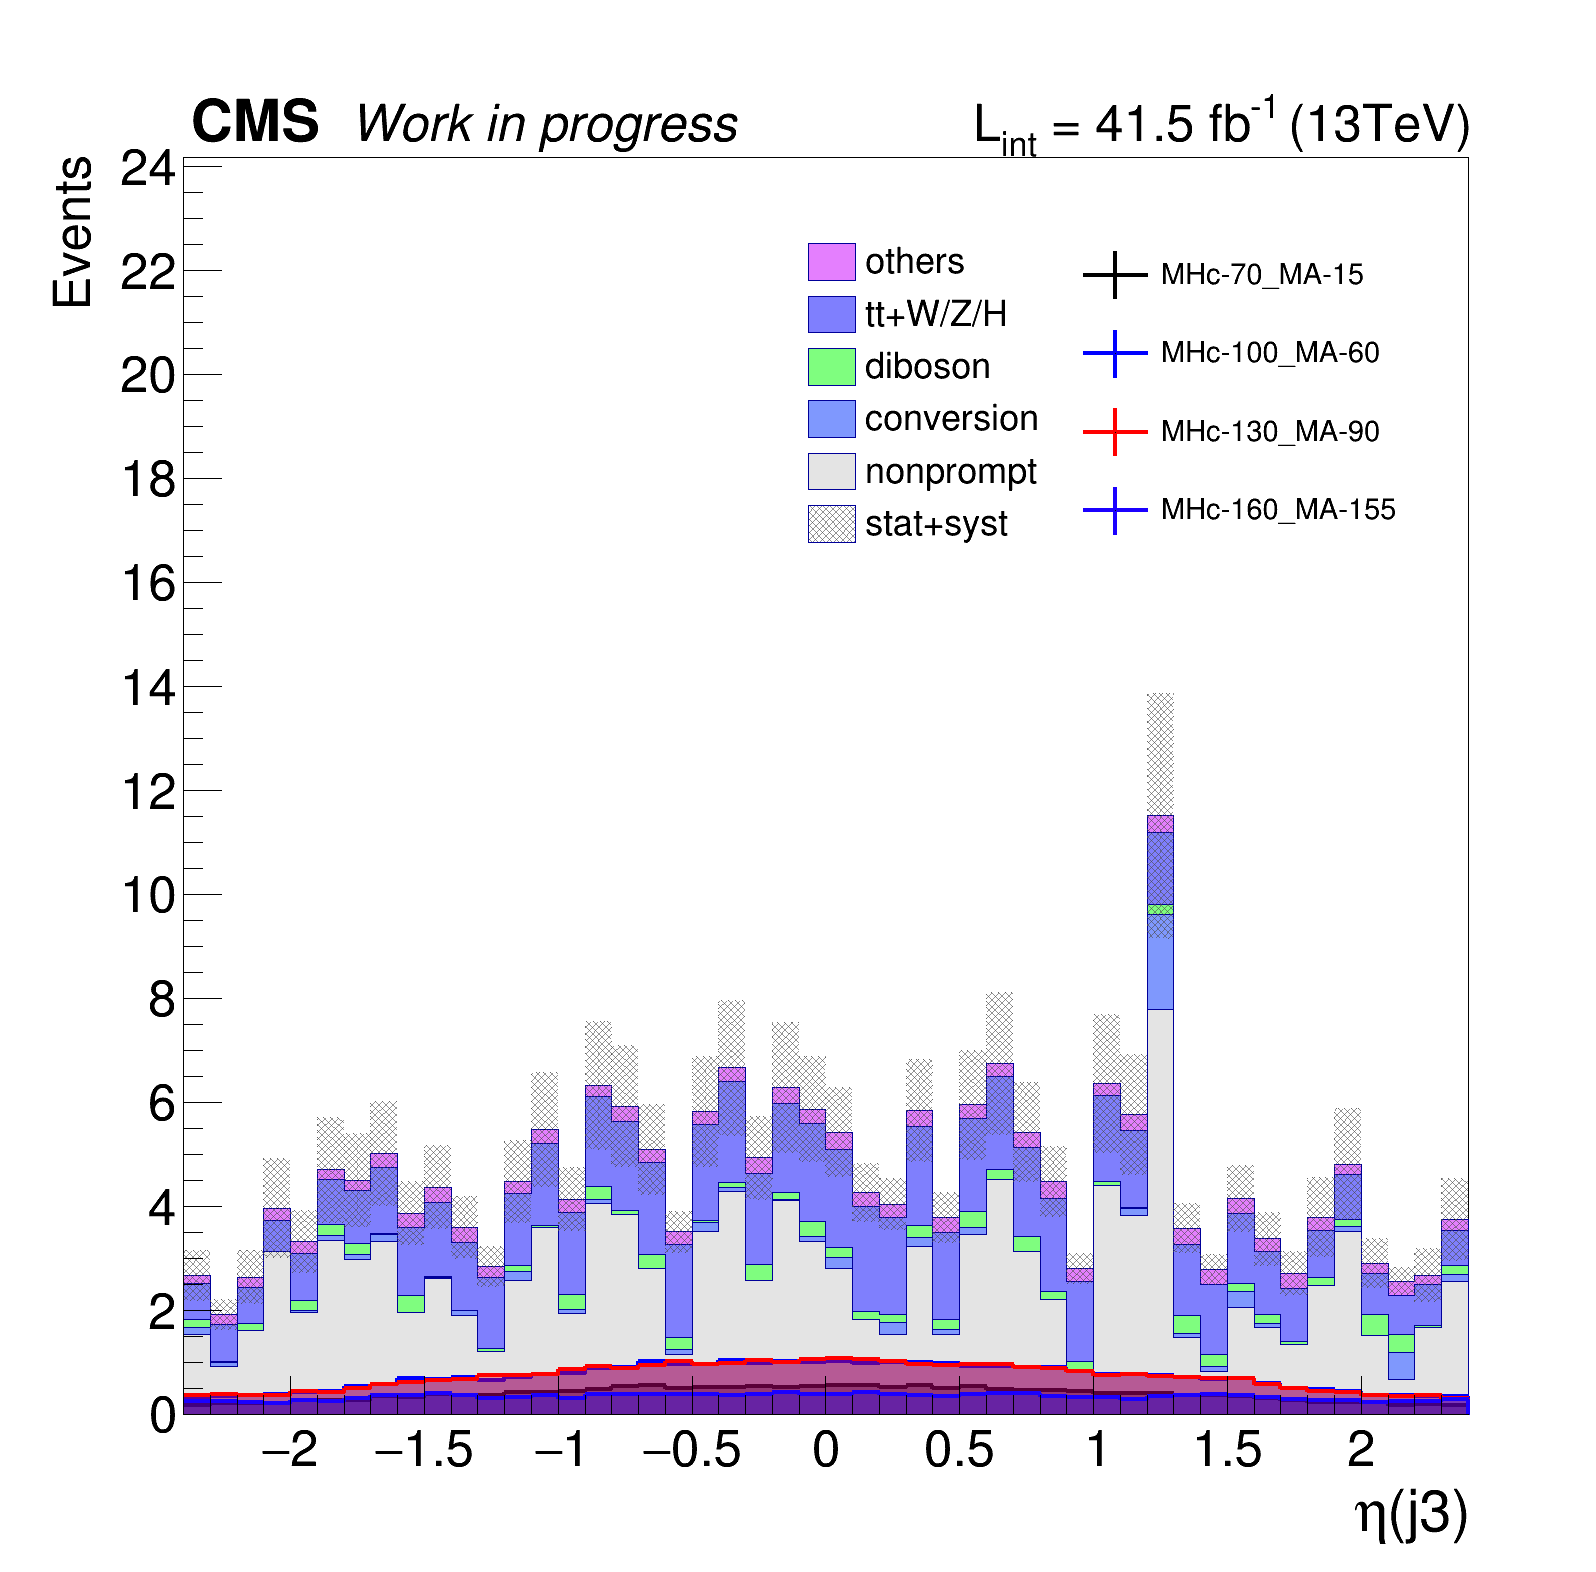 CMS Work in progress L_int = 41.5 fb^-1 (13TeV)
Events
24
22
20
18
16
14
12
10
8
6
4
2
0
others
tt+W/Z/H
diboson
conversion
nonprompt
stat+syst
MHc-70_MA-15
MHc-100_MA-60
MHc-130_MA-90
MHc-160_MA-155
−2 −1.5 −1 −0.5 0 0.5 1 1.5 2
η(j3)